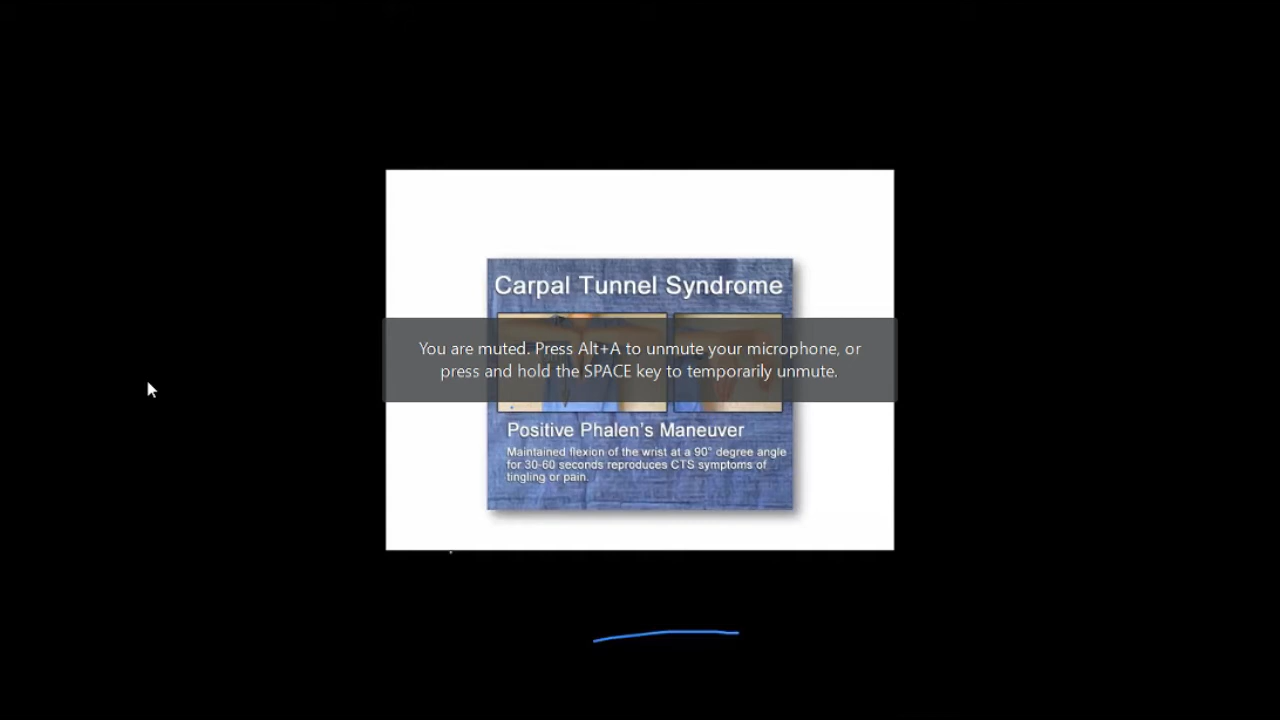 Carpal Tunnel Syndrome
You are muted. Press Alt+A to unmute your microphone, or
press and hold the SPACE key to temporarily unmute.
Positive Phalen's Maneuver
Maintained flexion of the wrist at a 90° degree angle
for 30-60 seconds reproduces CTS symptoms of
tingling or pain.